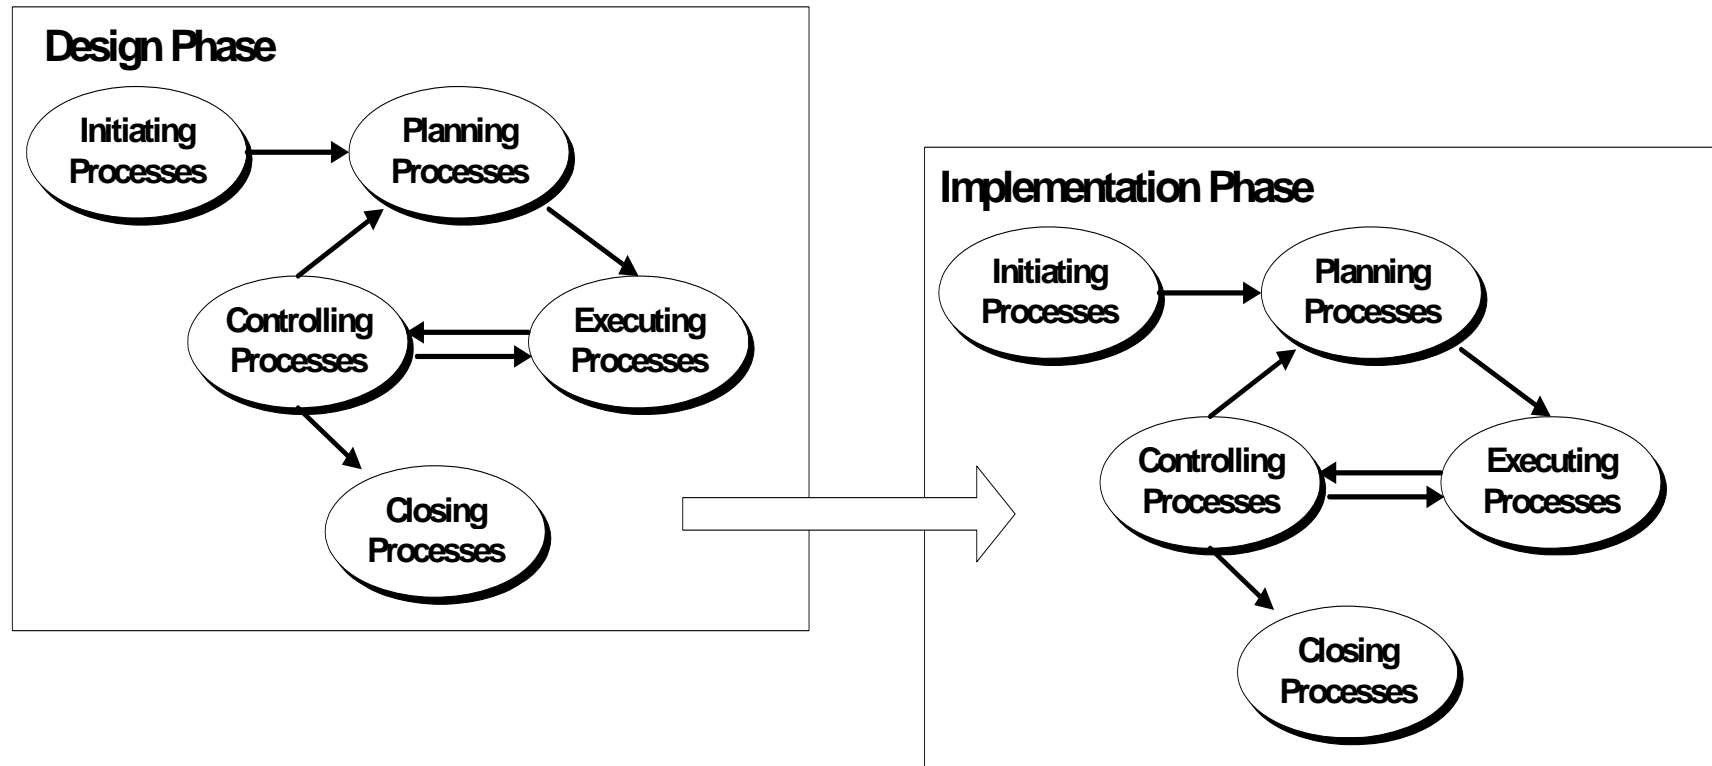 Design Phase
Initiating
Processes
Planning
Processes
Controlling
Processes
Executing
Processes
Closing
Processes
Implementation Phase
Initiating
Processes
Planning
Processes
Controlling
Processes
Executing
Processes
Closing
Processes